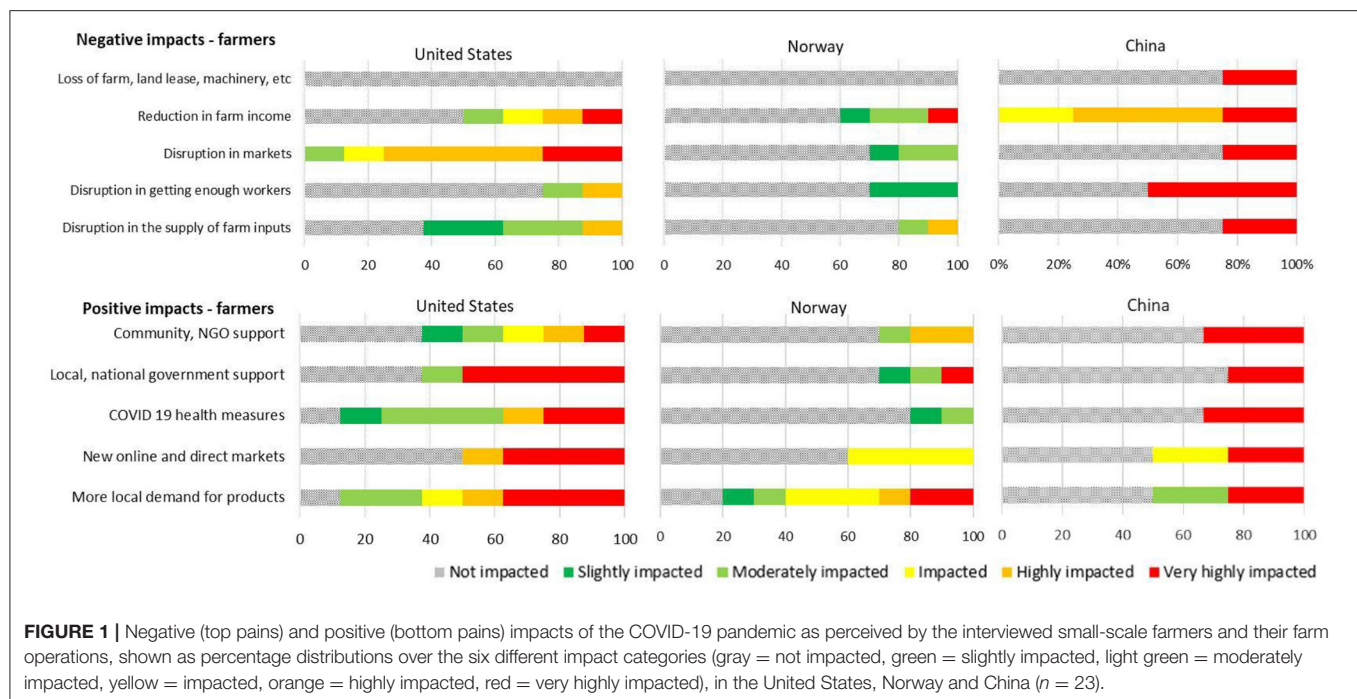 Negative impacts - farmers
United States
Norway
China
Loss of farm, land lease, machinery, etc
Reduction in farm income
Disruption in markets
Disruption in getting enough workers
Disruption in the supply of farm inputs
0 20 40 60 80 100
0 20 40 60 80 100
0% 20% 40% 60% 80% 100%
Positive impacts - farmers
United States
Norway
China
Community, NGO support
Local, national government support
COVID 19 health measures
New online and direct markets
More local demand for products
0 20 40 60 80 100
0 20 40 60 80 100
0 20 40 60 80 100
Not impacted Slightly impacted Moderately impacted Impacted Highly impacted Very highly impacted
FIGURE 1 | Negative (top pains) and positive (bottom pains) impacts of the COVID-19 pandemic as perceived by the interviewed small-scale farmers and their farm
operations, shown as percentage distributions over the six different impact categories (gray = not impacted, green = slightly impacted, light green = moderately
impacted, yellow = impacted, orange = highly impacted, red = very highly impacted), in the United States, Norway and China (n = 23).